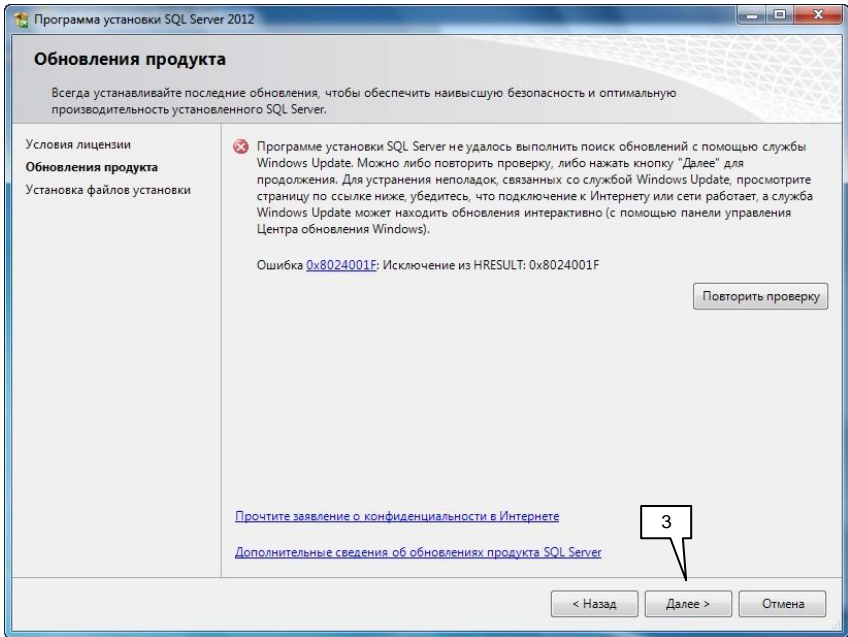 Программа установки SQL Server 2012
Обновления продукта
Всегда устанавливайте последние обновления, чтобы обеспечить наивысшую безопасность и оптимальную
производительность установленного SQL Server.
Условия лицензии
Обновления продукта
Установка файлов установки
Программе установки SQL Server не удалось выполнить поиск обновлений с помощью службы
Windows Update. Можно либо повторить проверку, либо нажать кнопку "Далее" для
продолжения. Для устранения неполадок, связанных со службой Windows Update, просмотрите
страницу по ссылке ниже, убедитесь, что подключение к Интернету или сети работает, а служба
Windows Update может находить обновления интерактивно (с помощью панели управления
Центра обновления Windows).
Ошибка 0x8024001F: Исключение из HRESULT: 0x8024001F
Повторить проверку
Прочтите заявление о конфиденциальности в Интернете
3
Дополнительные сведения об обновлениях продукта SQL Server
< Назад
Далее >
Отмена